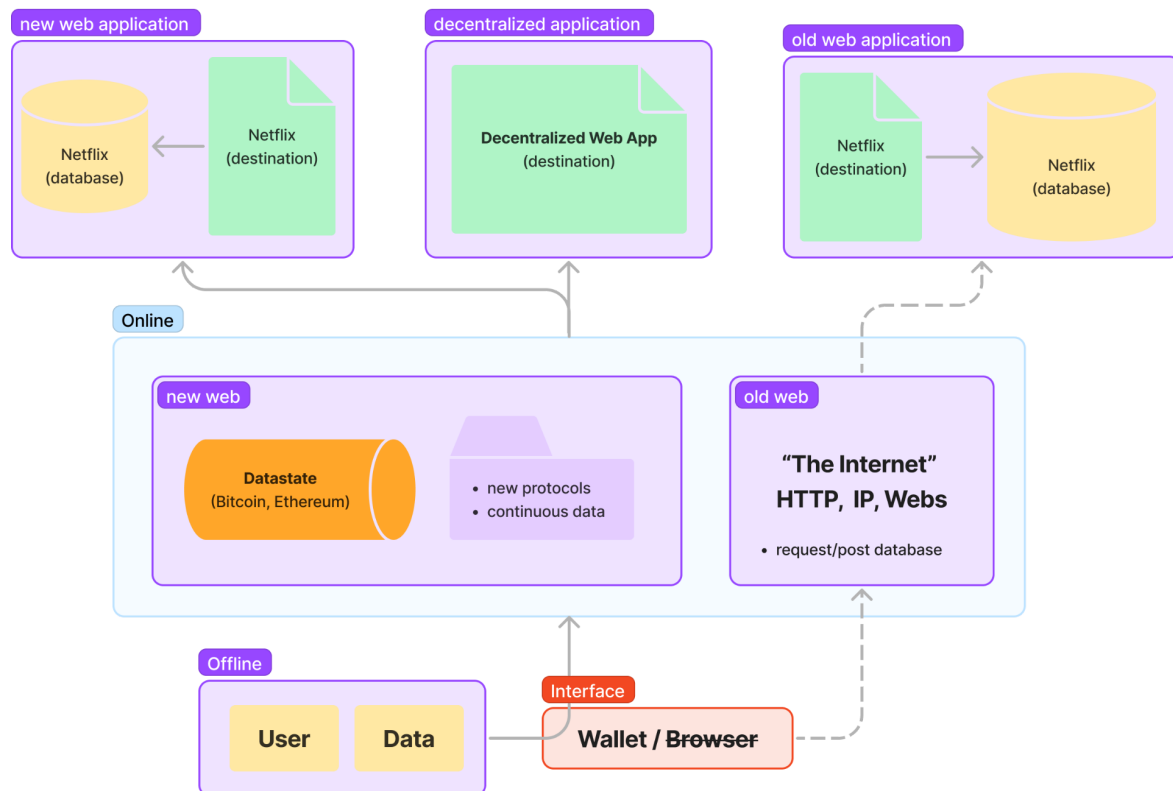 new web application
Netflix
(database)
Netflix
(destination)
decentralized application
Decentralized Web App
(destination)
old web application
Netflix
(destination)
Netflix
(database)
Online
new web
Datastate
(Bitcoin, Ethereum)
• new protocols
• continuous data
old web
“The Internet”
HTTP, IP, Webs
• request/post database
Offline
User
Data
Interface
Wallet / Browser